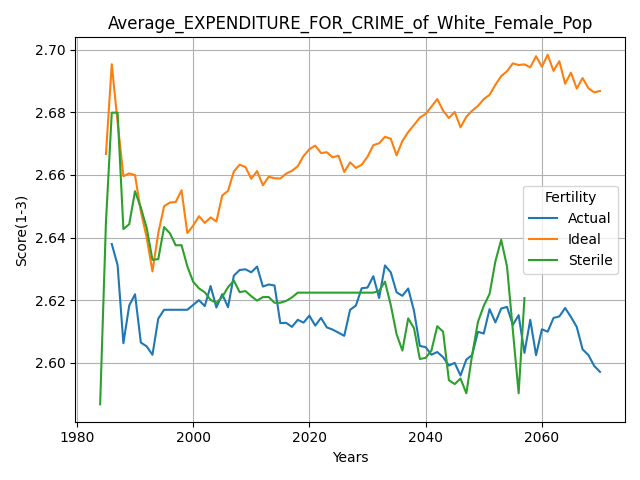 Average_EXPENDITURE_FOR_CRIME_of_White_Female_Pop
Score(1-3)
2.70
2.68
2.66
2.64
2.62
2.60
Fertility
Actual
Ideal
Sterile
1980 2000 2020 2040 2060
Years